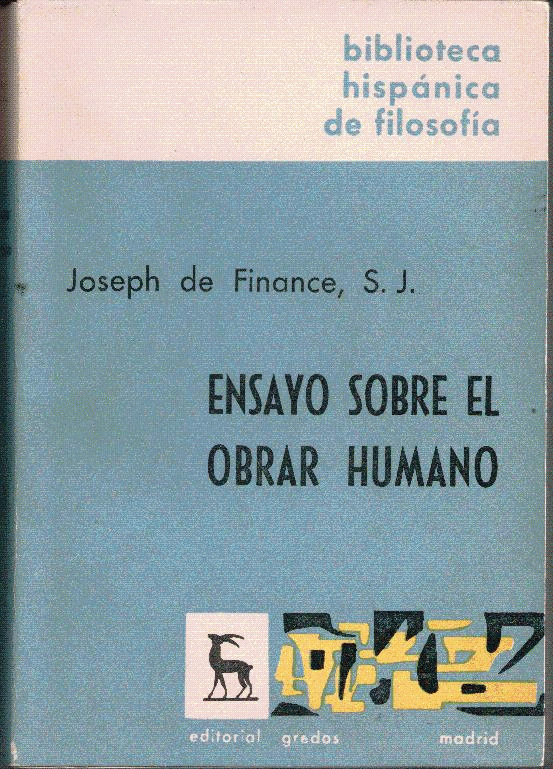 biblioteca
hispánica
de filosofía
Joseph de Finance, S. J.
ENSAYO SOBRE EL
OBRAR HUMANO
editorial gredos madrid